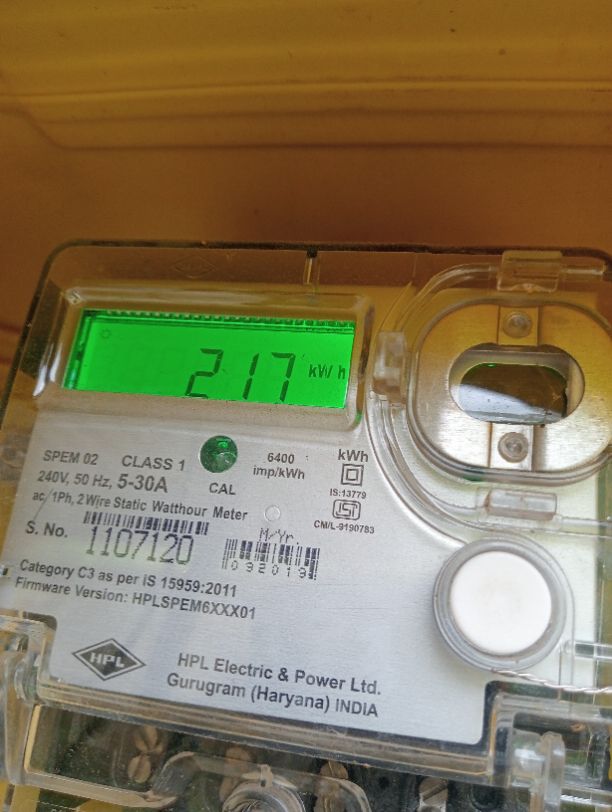 217 kWh
SPEM 02 CLASS 1
6400 imp/kWh
kWh
240V, 50 Hz, 5-30A
CAL
IS:13779
ac, 1Ph, 2 Wire Static Watthour Meter
ISI
CM/L-9190783
S. No. 1107120
M/Yr.
092019
Category C3 as per IS 15959:2011
Firmware Version: HPLSPEM6XXX01
HPL
HPL Electric & Power Ltd.
Gurugram (Haryana) INDIA